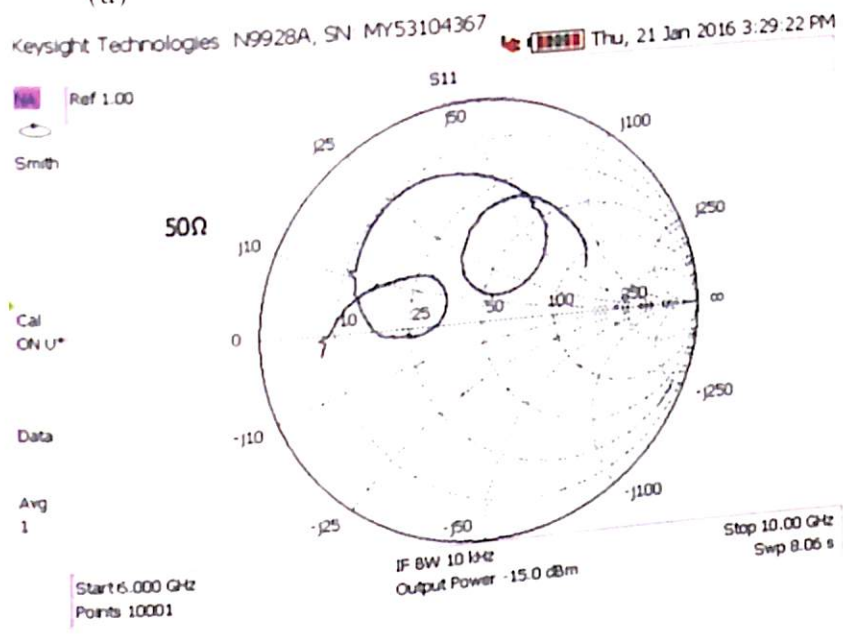 Keysight Technologies N9928A, SN MY53104367
Thu, 21 Jan 2016 3:29:22 PM
NA Ref 1.00
S11
Smith
50Ω
j10
j25
j50
j100
j250
0
10
25
50
100
250
∞
-j10
-j25
-j50
-j100
-j250
Cal
ON U*
Data
Avg
1
Start 6.000 GHz
Points 10001
IF BW 10 kHz
Output Power -15.0 dBm
Stop 10.00 GHz
Swp 8.06 s